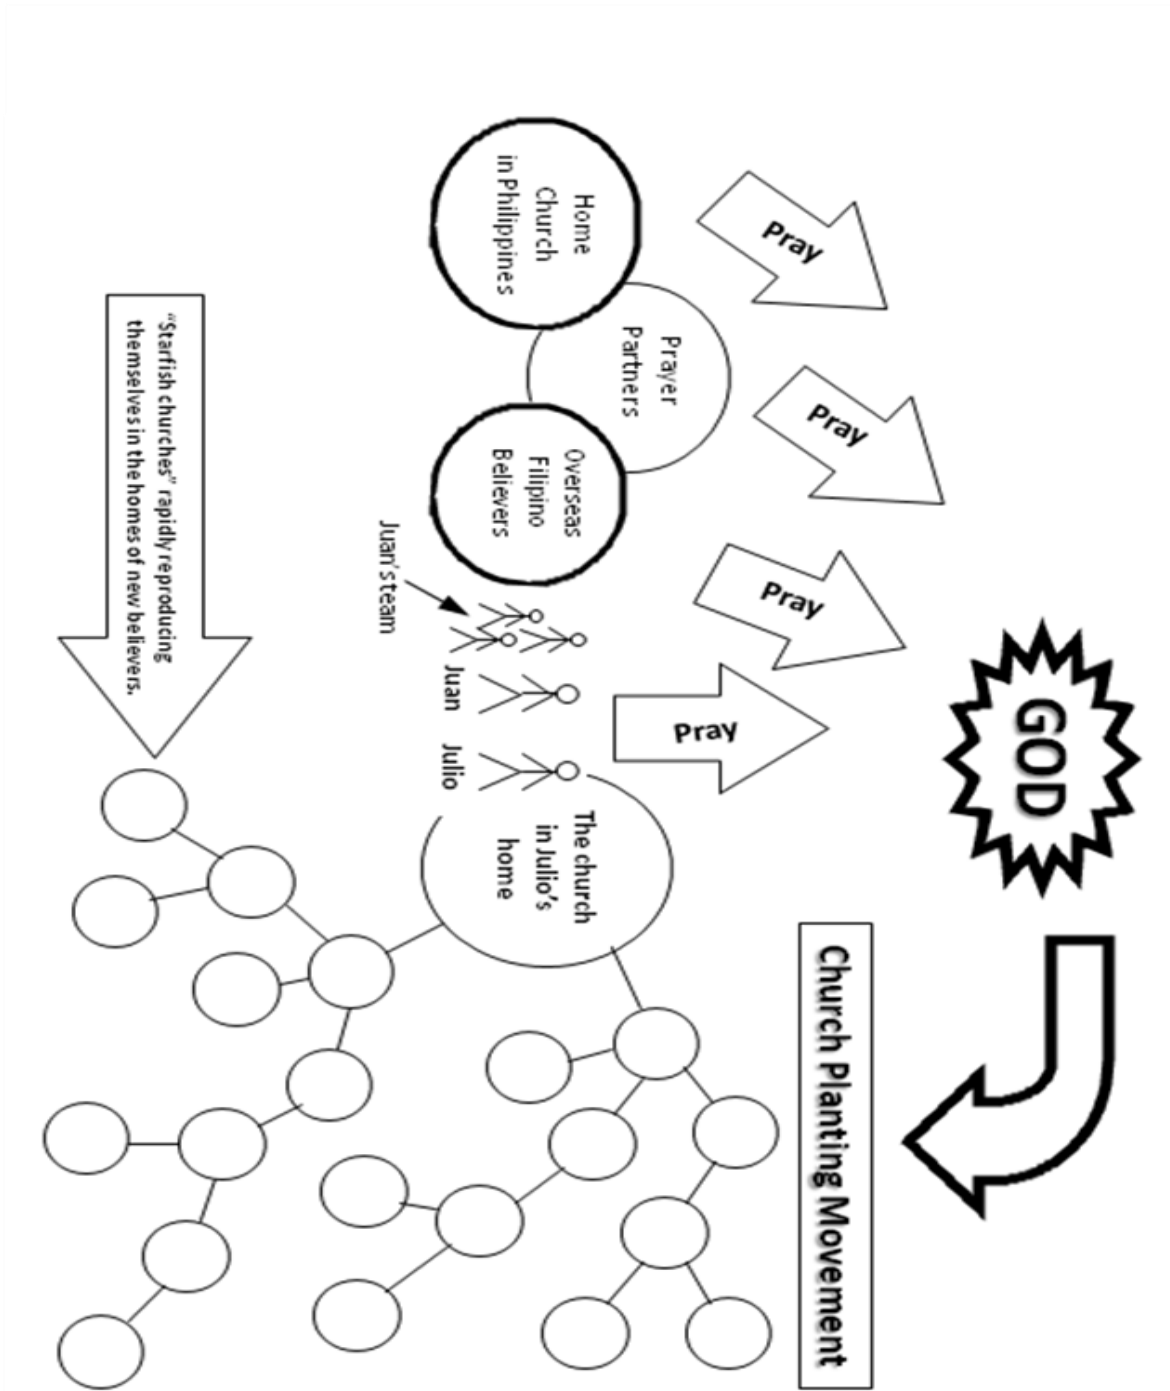 GOD
Pray
Pray
Pray
Pray
Church Planting Movement
Prayer
Partners
Home
Church
in Philippines
Overseas
Filipino
Believers
The church
in Julio's
home
Juan
Julio
Juan's team
"Starfish churches" rapidly reproducing
themselves in the homes of new believers.